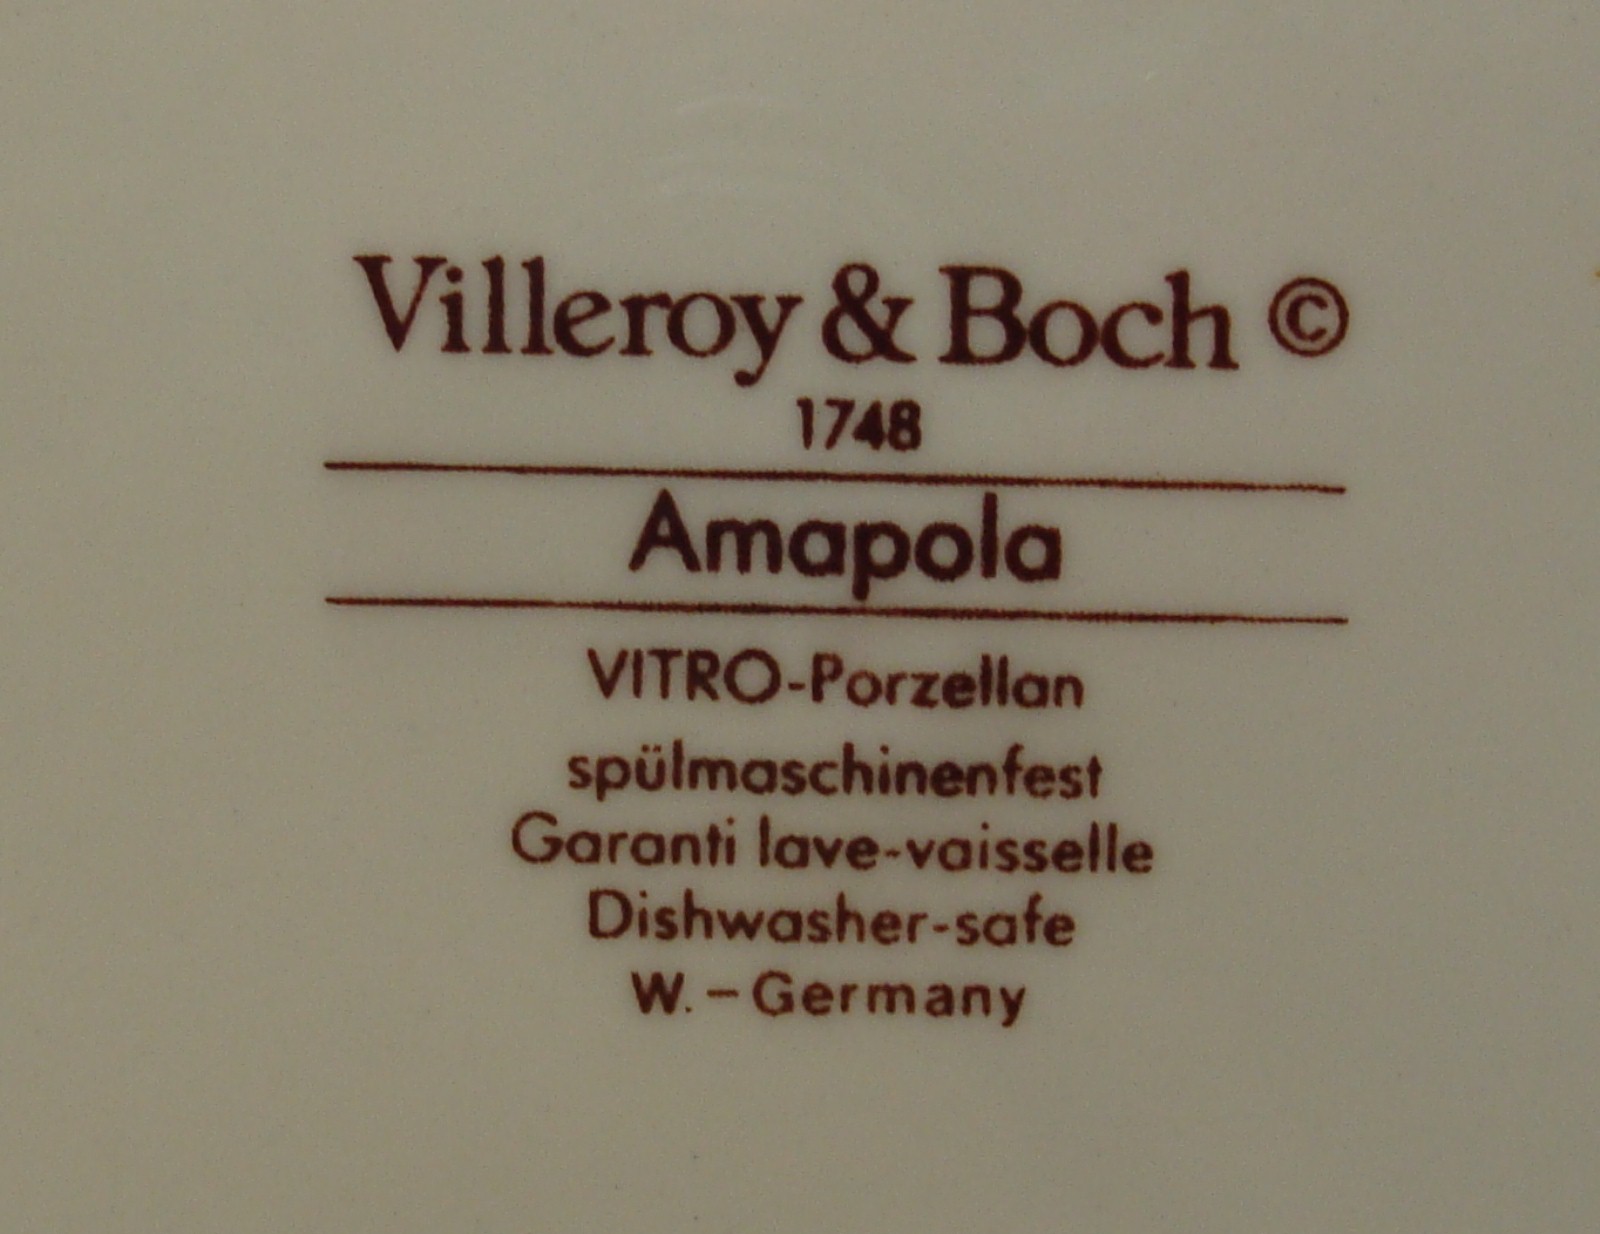 Villeroy & Boch ©
1748
Amapola
VITRO-Porzellan
spülmaschinenfest
Garanti lave-vaisselle
Dishwasher-safe
W.-Germany